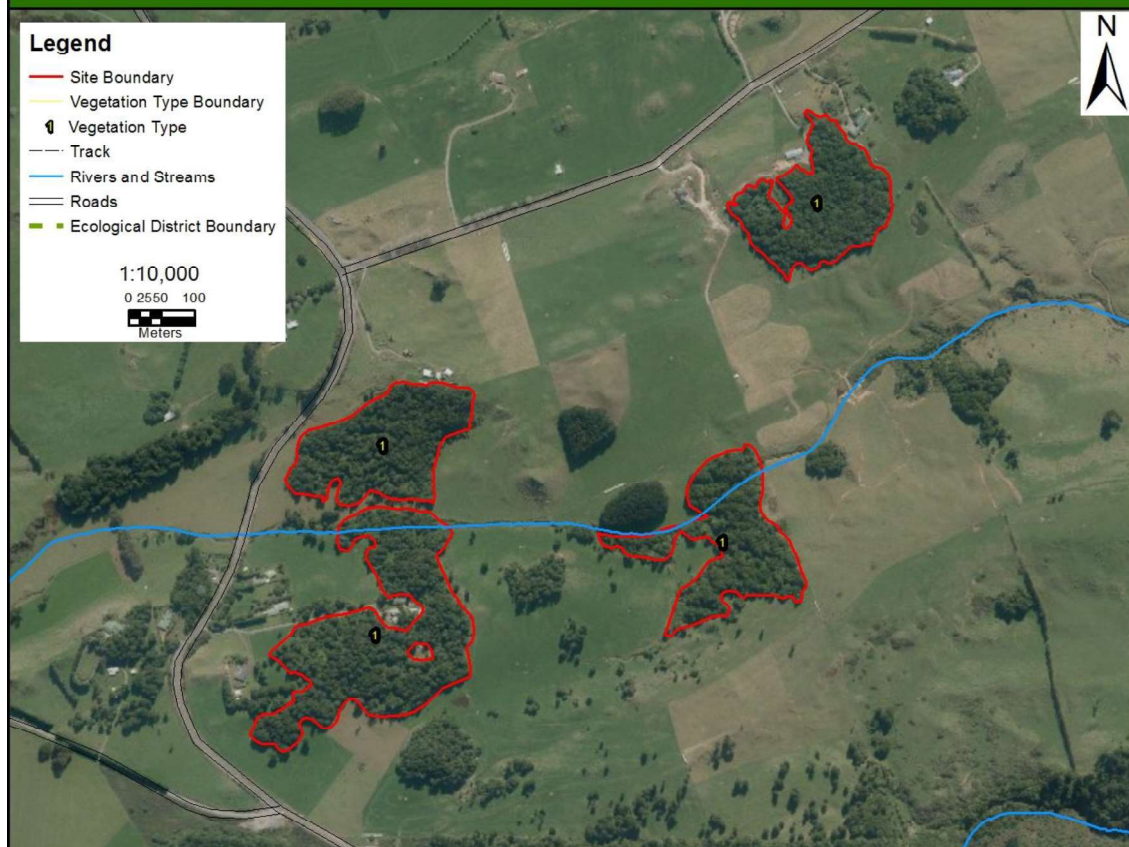 Legend
Site Boundary
Vegetation Type Boundary
1 Vegetation Type
Track
Rivers and Streams
Roads
Ecological District Boundary
1:10,000
0 2550 100
Meters
N
1
1
1
1